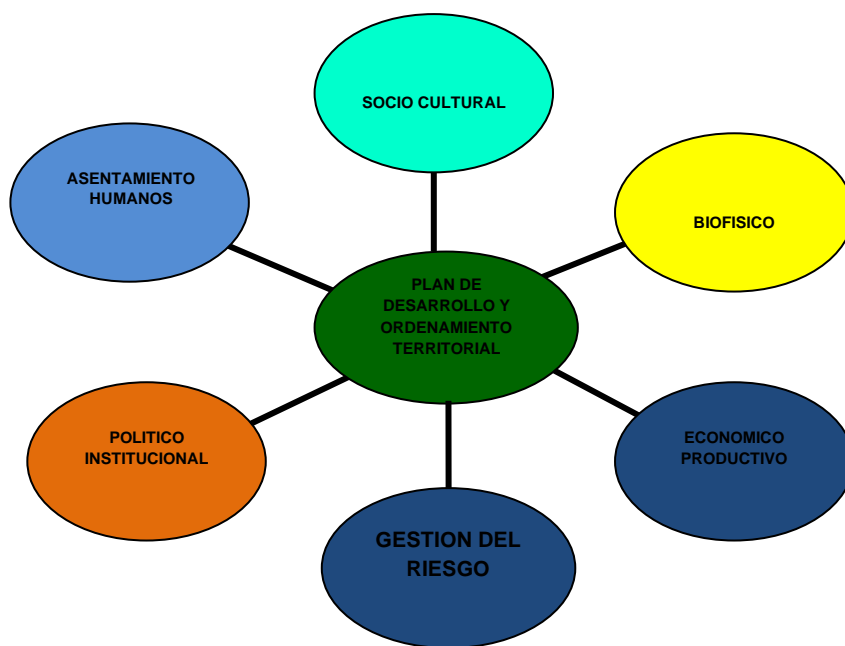 SOCIO CULTURAL
ASENTAMIENTO
HUMANOS
BIOFISICO
PLAN DE
DESARROLLO Y
ORDENAMIENTO
TERRITORIAL
POLITICO
INSTITUCIONAL
ECONOMICO
PRODUCTIVO
GESTION DEL
RIESGO